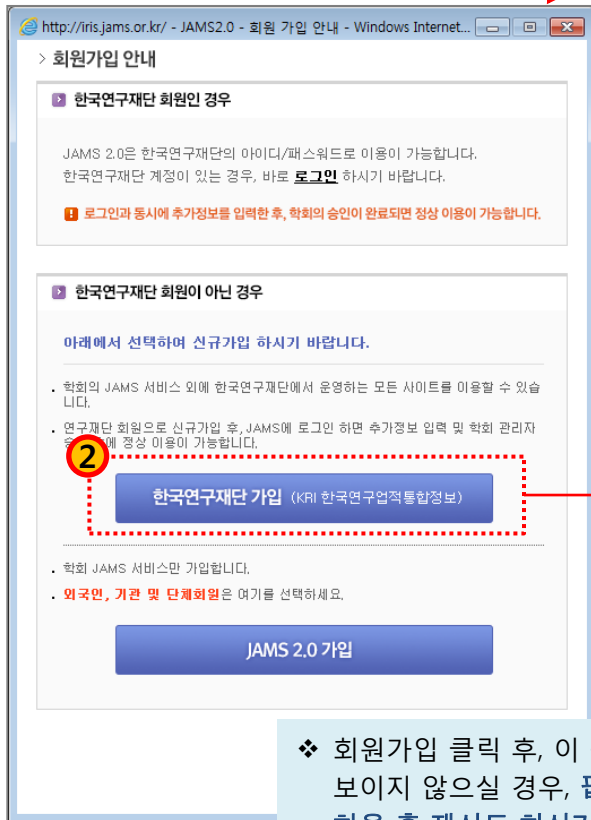 http://iris.jams.or.kr/ - JAMS2.0 - 회원 가입 안내 - Windows Internet...
> 회원가입 안내
한국연구재단 회원인 경우
JAMS 2.0은 한국연구재단의 아이디/패스워드로 이용이 가능합니다.
한국연구재단 계정이 있는 경우, 바로 로그인 하시기 바랍니다.
로그인과 동시에 추가정보를 입력한 후, 학회의 승인이 완료되면 정상 이용이 가능합니다.
한국연구재단 회원이 아닌 경우
아래에서 선택하여 신규가입 하시기 바랍니다.
. 학회의 JAMS 서비스 외에 한국연구재단에서 운영하는 모든 사이트를 이용할 수 있습
니다.
. 연구재단 회원으로 신규가입 후, JAMS에 로그인 하면 추가정보 입력 및 학회 관리자
정상 이용이 가능합니다.
2
한국연구재단 가입 (KRI 한국연구업적통합정보)
. 학회 JAMS 서비스만 가입합니다.
. 외국인, 기관 및 단체회원은 여기를 선택하세요.
JAMS 2.0 가입
❖ 회원가입 클릭 후, 이
보이지 않으실 경우,